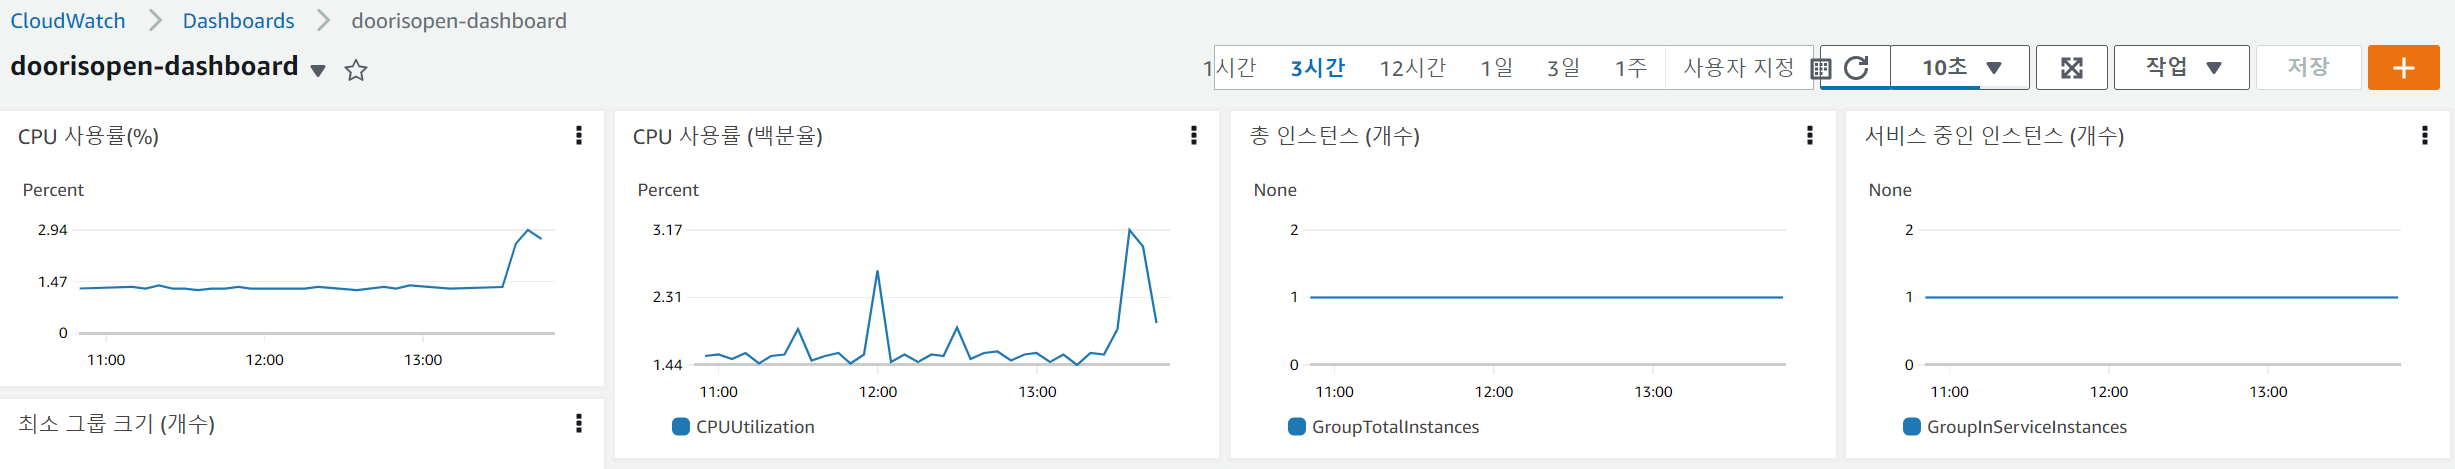 CloudWatch > Dashboards > doorisopen-dashboard
doorisopen-dashboard
1시간 3시간 12시간 1일 3일 1주 사용자 지정 10초 작업 저장
CPU 사용률(%)
Percent
2.94
1.47
0
11:00 12:00 13:00
CPU 사용률 (백분율)
Percent
3.17
2.31
1.44
11:00 12:00 13:00
CPUUtilization
총 인스턴스 (개수)
None
2
1
0
11:00 12:00 13:00
GroupTotalInstances
서비스 중인 인스턴스 (개수)
None
2
1
0
11:00 12:00 13:00
GroupInServiceInstances
최소 그룹 크기 (개수)